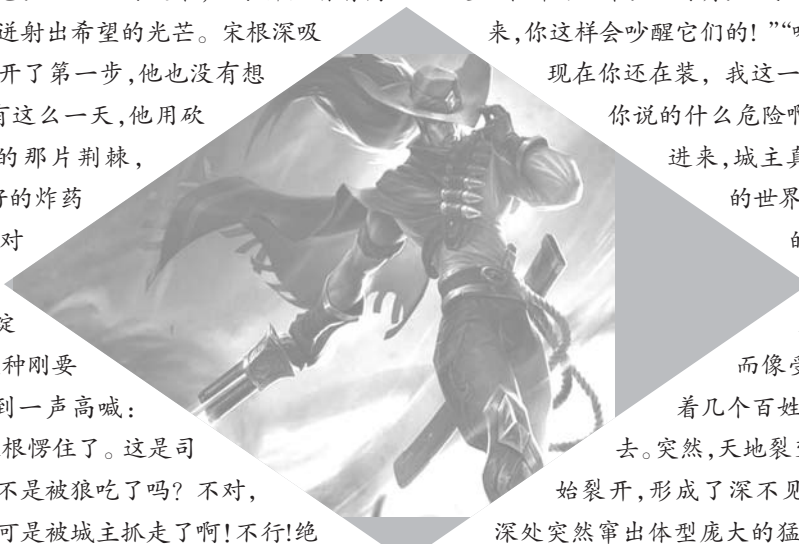 迸射出希望的光芒。宋根深吸
开了第一步,他也没有想
有这么一天,他用砍
的那片荆棘,
好的炸药
对
绽
种刚要
到一声高喊:
根愣住了。这是司
不是被狼吃了吗?不对,
可是被城主抓走了啊!不行!绝
来,你这样会吵醒它们的!”“
现在你还在装,我这一
你说的什么危险啊
进来,城主真
的世界
的
而像受
着几个百姓
去。突然,天地裂
始裂开,形成了深不见
深处突然窜出体型庞大的猛